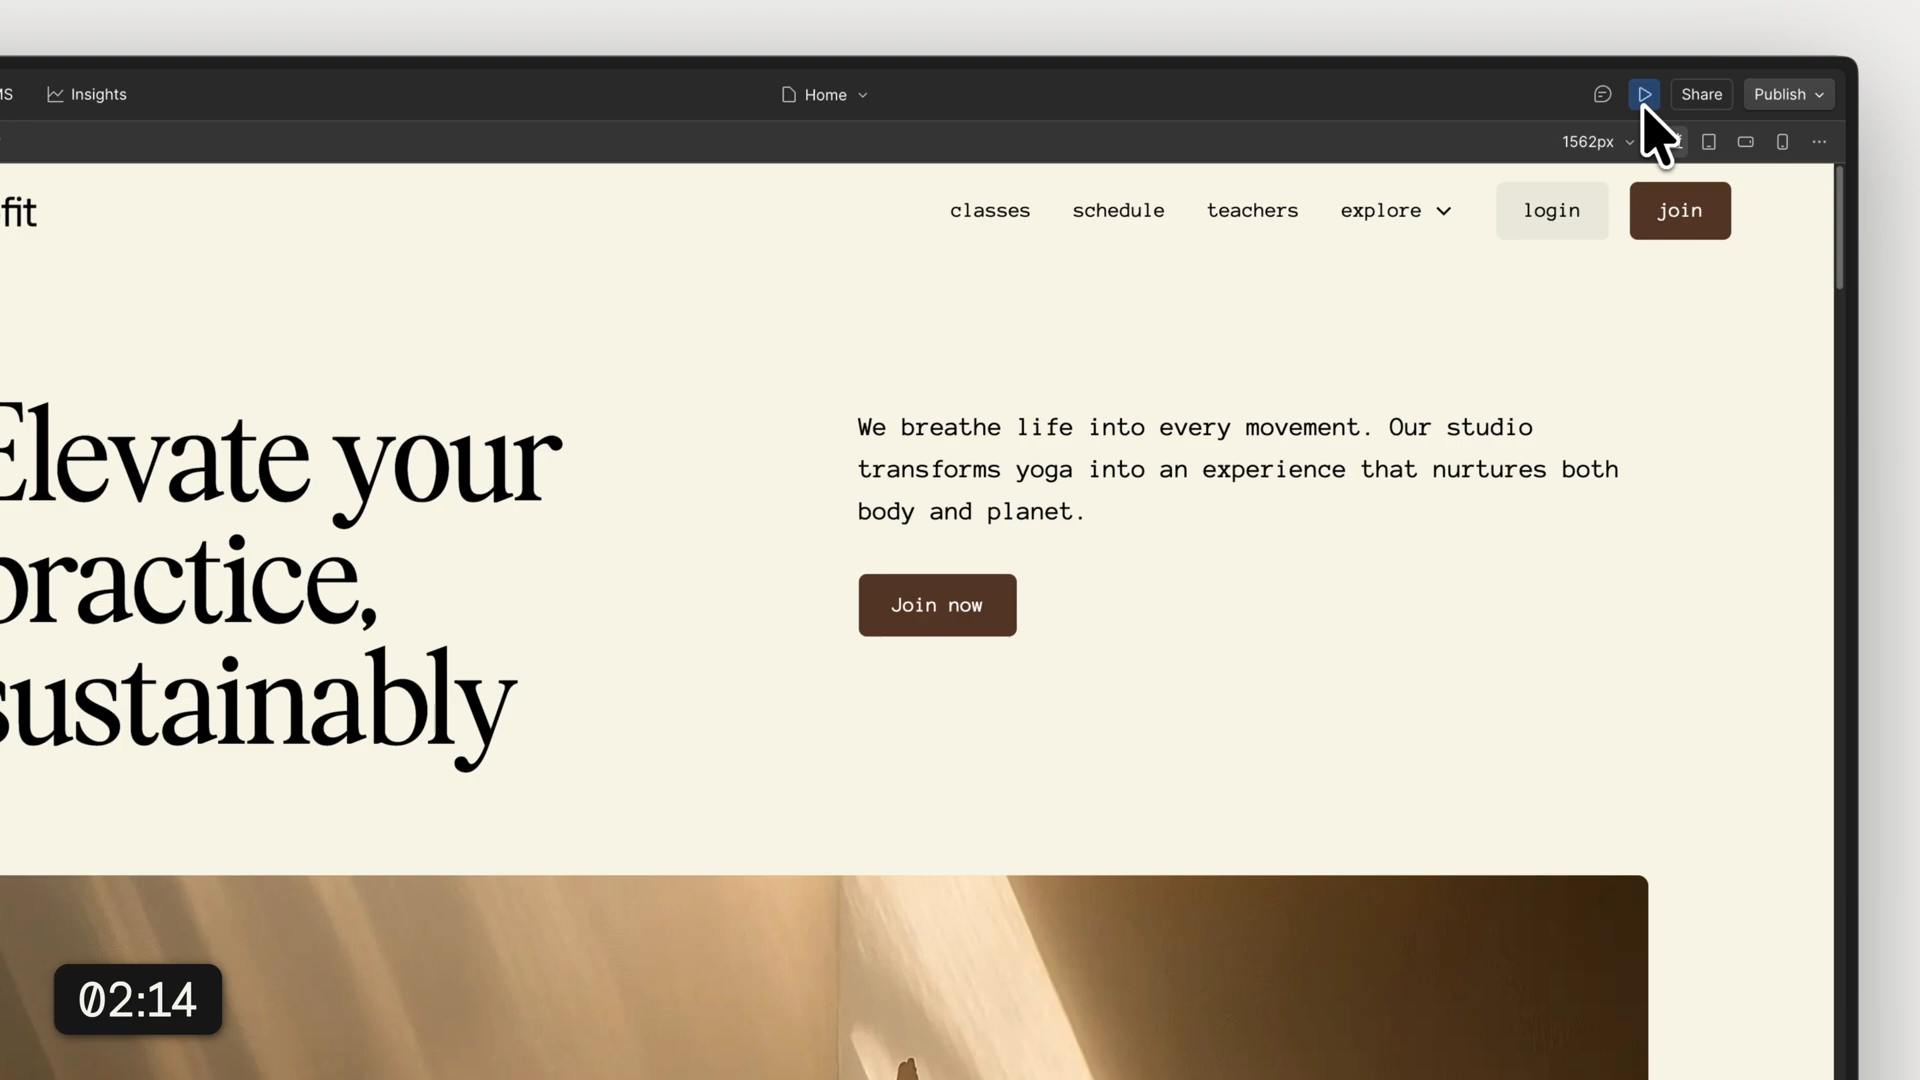 MS
Insights
Home
Share
Publish
1562px
fit
classes
schedule
teachers
explore
login
join
Elevate your
practice,
sustainably
We breathe life into every movement. Our studio
transforms yoga into an experience that nurtures both
body and planet.
Join now
02:14